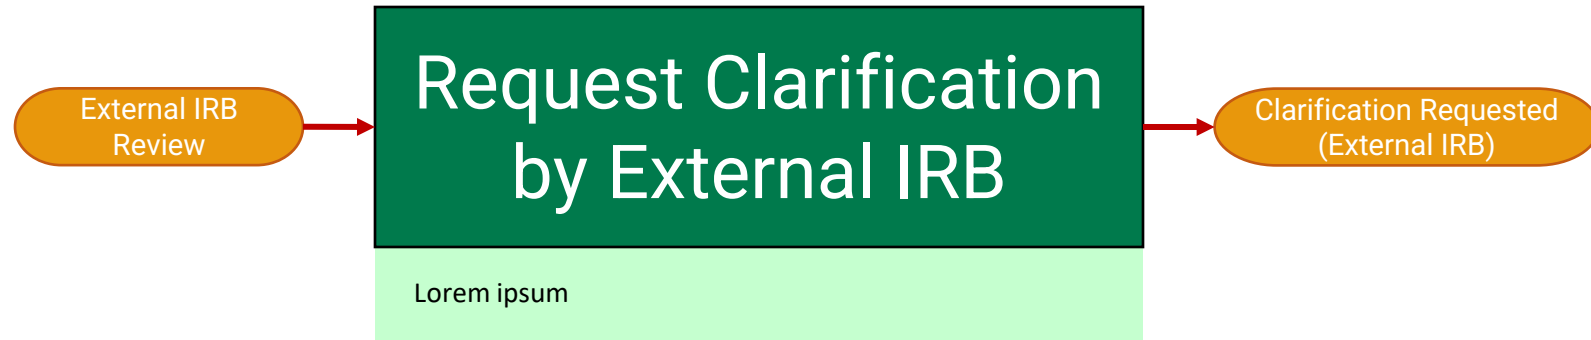 External IRB
Review
Request Clarification
by External IRB
Clarification Requested
(External IRB)
Lorem ipsum